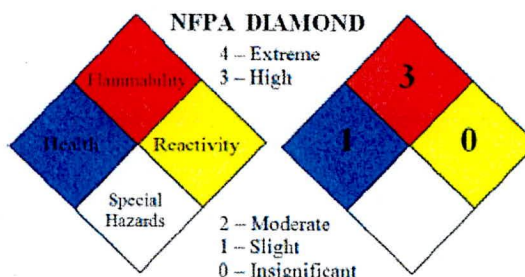 NFPA DIAMOND
4 – Extreme
3 – High
Flammability
Health
Reactivity
Special
Hazards
3
1
0
2 – Moderate
1 – Slight
0 – Insignificant